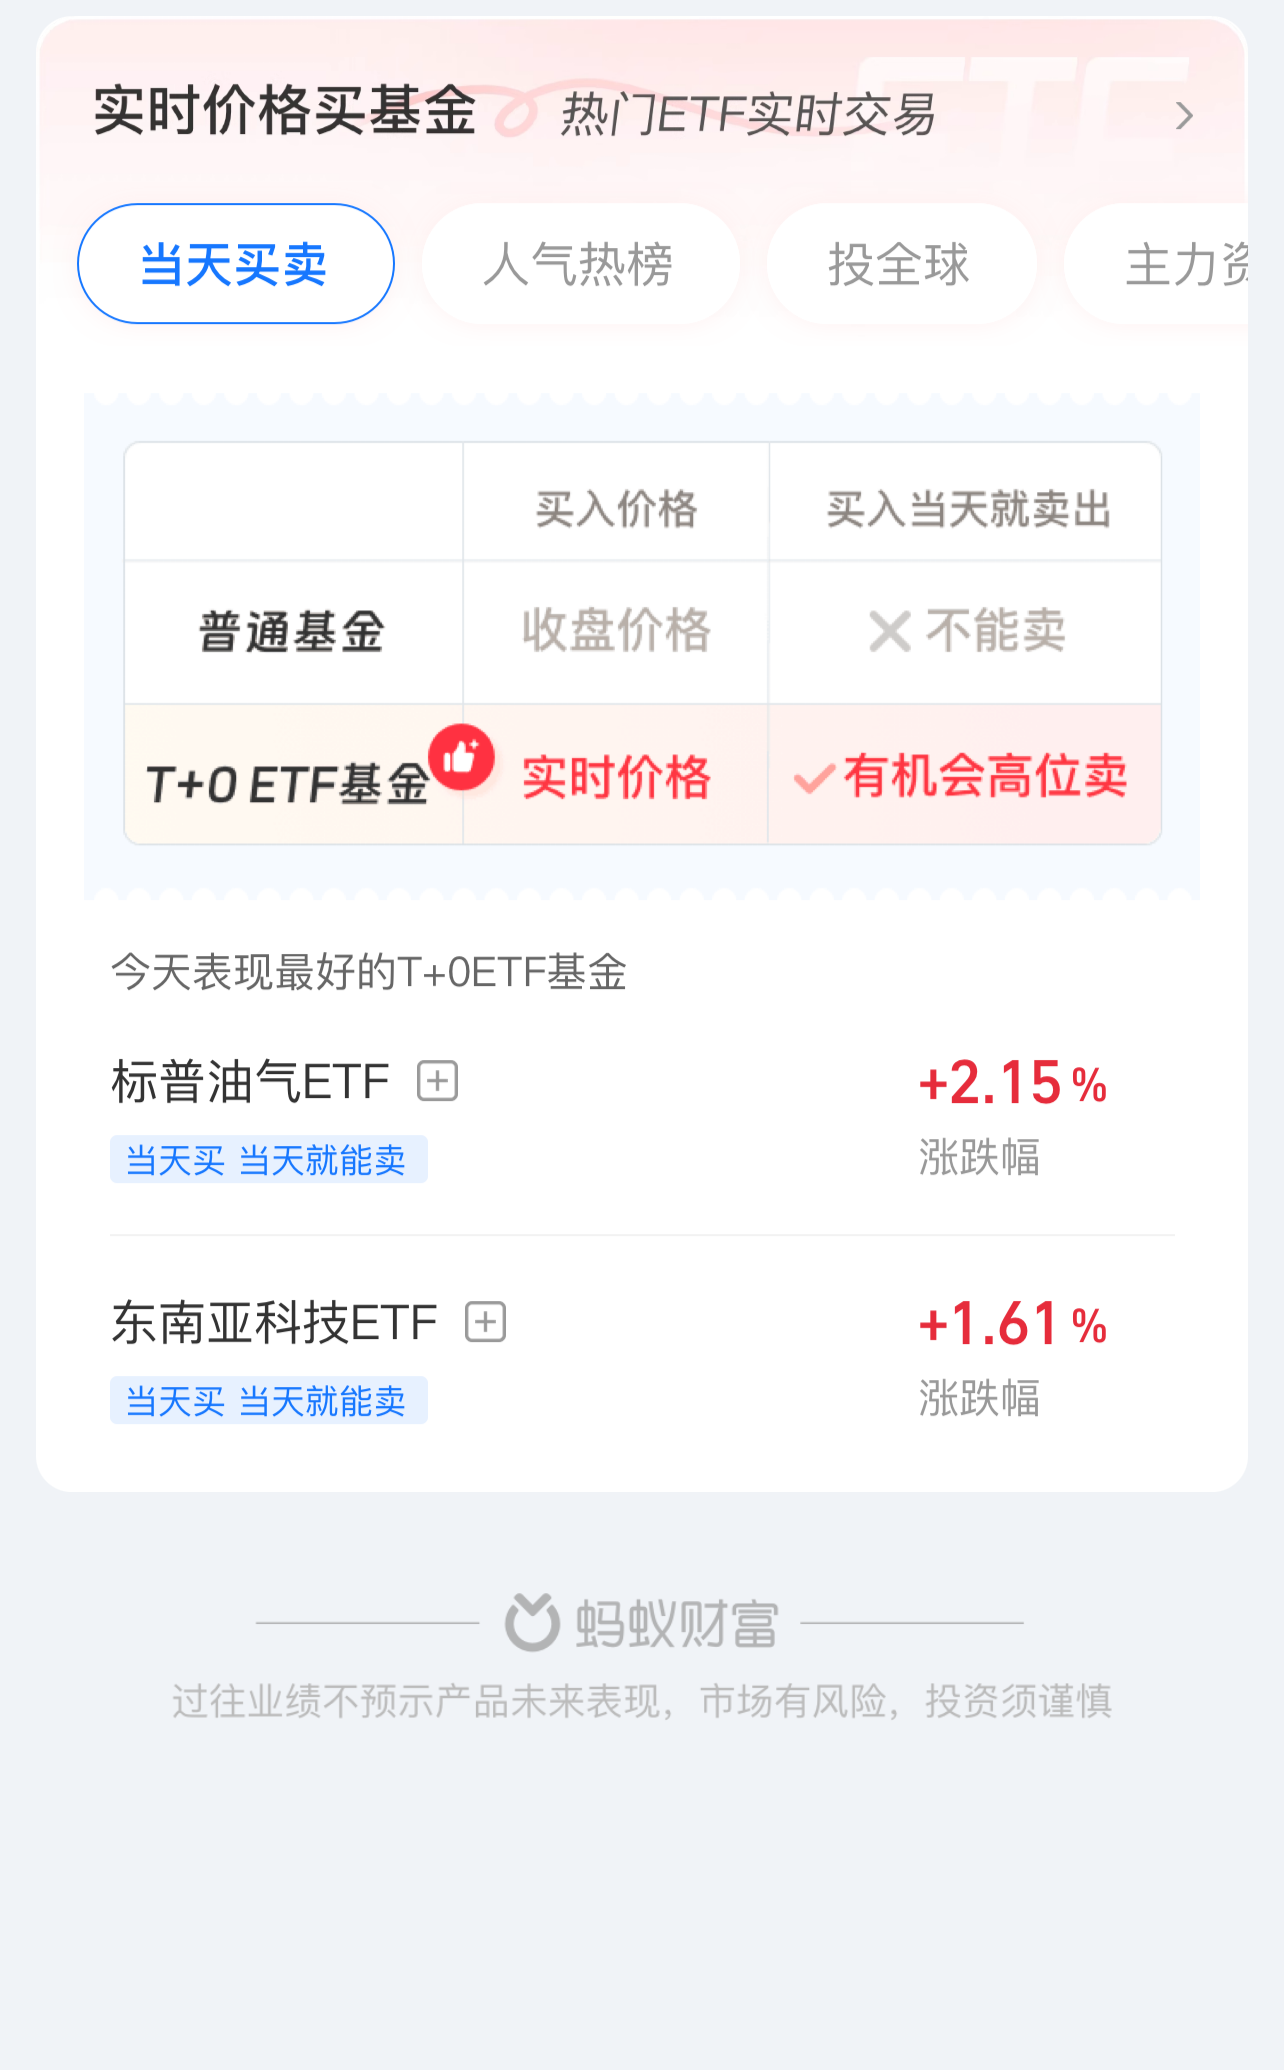 实时价格买基金 热门ETF实时交易
ETF
当天买卖 人气热榜 投全球 主力资
买入价格 买入当天就卖出
普通基金 收盘价格 不能卖
T+0 ETF基金 实时价格 有机会高位卖
今天表现最好的T+0ETF基金
标普油气ETF +2.15%
当天买 当天就能卖 涨跌幅
东南亚科技ETF +1.61%
当天买 当天就能卖 涨跌幅
蚂蚁财富
过往业绩不预示产品未来表现，市场有风险，投资须谨慎